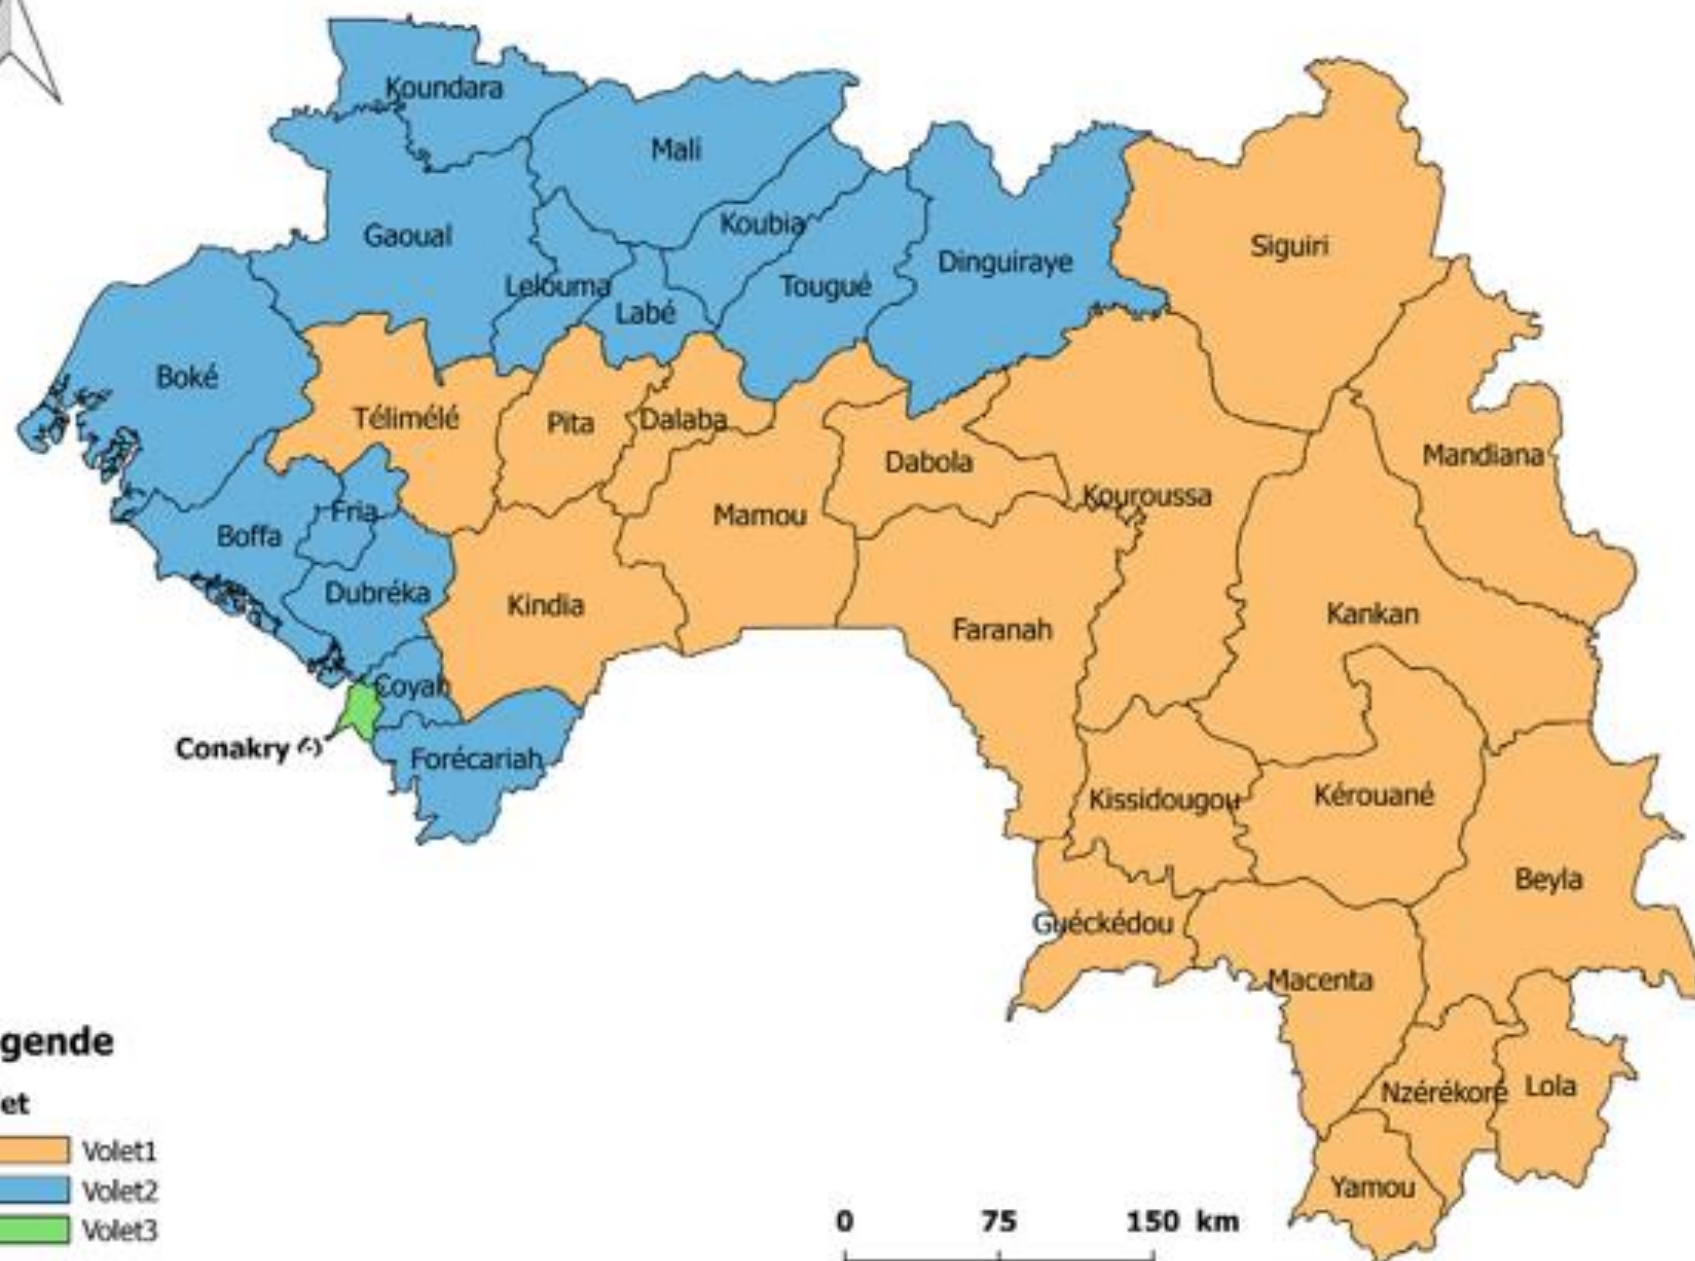 Koundara
Mali
Gaoual
Koubia
Siguiri
Dinguiraye
Lelouma
Tougué
Labé
Boké
Télimélé
Pita
Dalaba
Mandiana
Dabola
Kouroussa
Fria
Mamou
Boffa
Dubréka
Kindia
Kankan
Faranah
Coyah
Conakry
Forécariah
Kissidougou
Kérouané
Beyla
Guéckédou
Macenta
Nzérékoré
Lola
Yamou
gende
et
Volet1
Volet2
Volet3
0 75 150 km